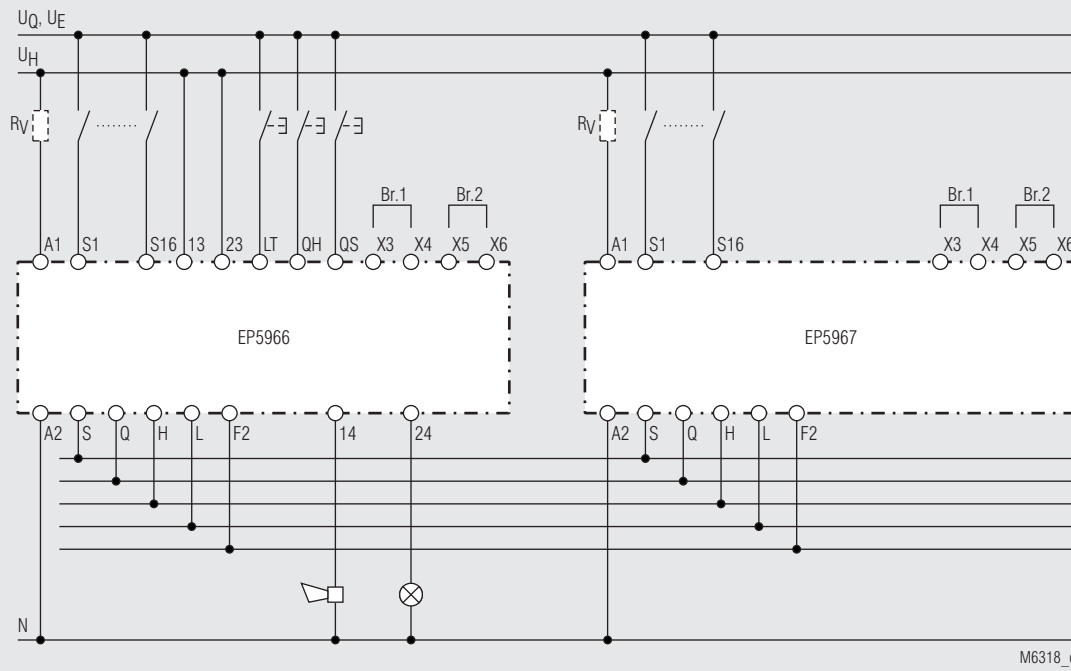 UQ, UE
UH
RV
RV
Br.1
Br.2
Br.1
Br.2
A1 S1 S16 13 23 LT QH QS X3 X4 X5 X6
A1 S1 S16 X3 X4 X5 X6
EP5966
EP5967
A2 S Q H L F2 14 24
A2 S Q H L F2
N
M6318_